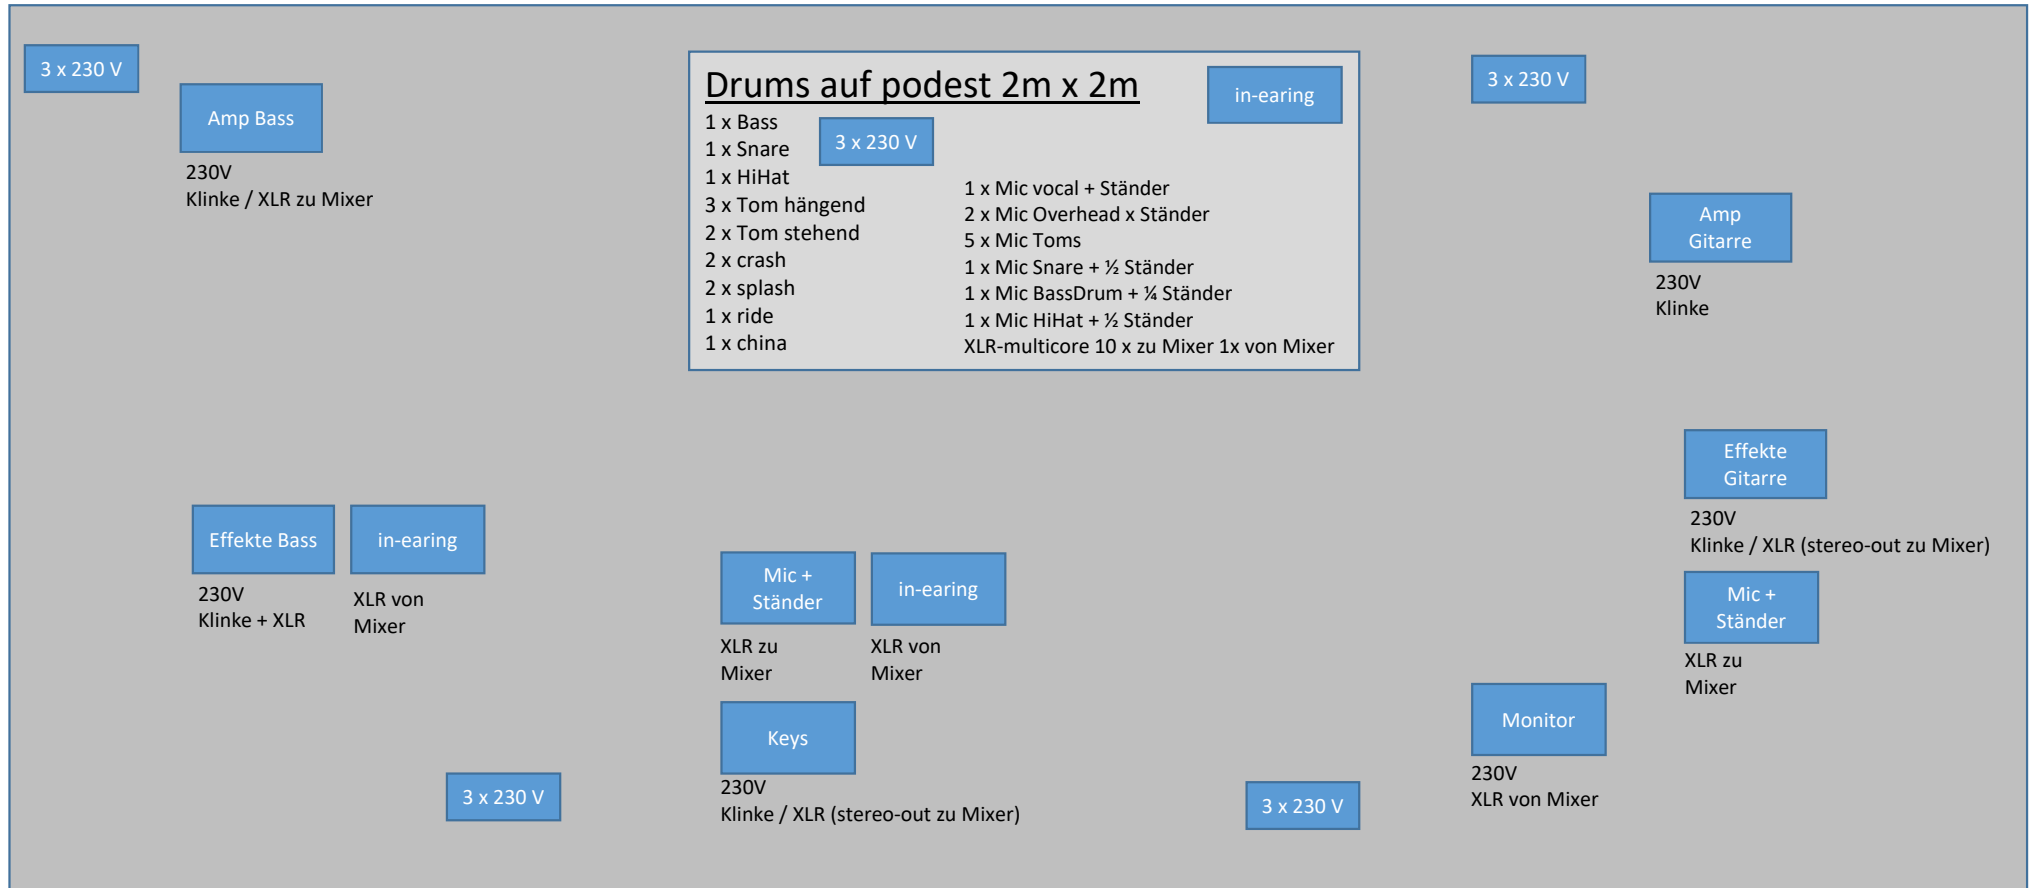 3 x 230 V
Amp Bass
230V
Klinke / XLR zu Mixer
Drums auf podest 2m x 2m
in-earing
1 x Bass
1 x Snare
1 x HiHat
3 x Tom hängend
2 x Tom stehend
2 x crash
2 x splash
1 x ride
1 x china
3 x 230 V
1 x Mic vocal + Ständer
2 x Mic Overhead x Ständer
5 x Mic Toms
1 x Mic Snare + ½ Ständer
1 x Mic BassDrum + ¼ Ständer
1 x Mic HiHat + ½ Ständer
XLR-multicore 10 x zu Mixer 1x von Mixer
3 x 230 V
Amp
Gitarre
230V
Klinke
Effekte
Gitarre
230V
Klinke / XLR (stereo-out zu Mixer)
Effekte Bass
230V
Klinke + XLR
in-earing
XLR von
Mixer
Mic +
Ständer
XLR zu
Mixer
in-earing
XLR von
Mixer
Mic +
Ständer
XLR zu
Mixer
Keys
230V
Klinke / XLR (stereo-out zu Mixer)
Monitor
230V
XLR von Mixer
3 x 230 V
3 x 230 V